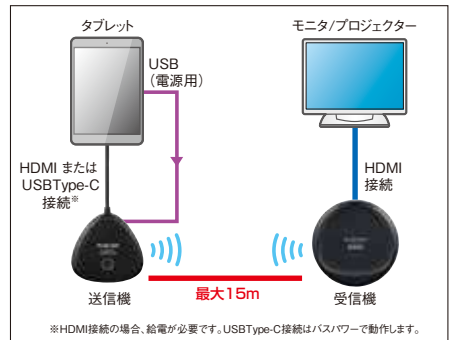 タブレット
モニタ/プロジェクター
USB
（電源用）
HDMI または
USBType-C
接続※
HDMI
接続
送信機
最大15m
受信機
※HDMI接続の場合、給電が必要です。USBType-C接続はバスパワーで動作します。